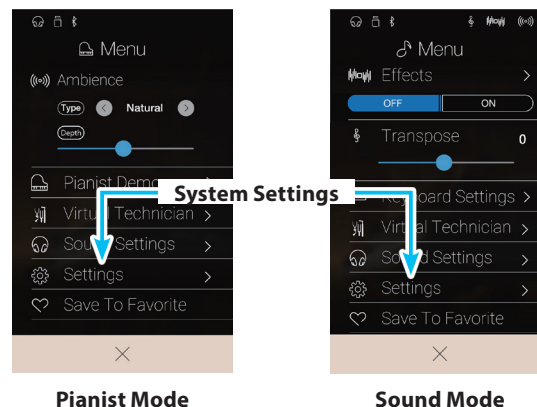 Menu
Ambience
Type
Natural
Depth
Pianist Demo
Virtual Technician
Sound Settings
Settings
Save To Favorite
Pianist Mode
System Settings
Menu
Effects
OFF ON
Transpose 0
Keyboard Settings
Virtual Technician
Sound Settings
Settings
Save To Favorite
Sound Mode